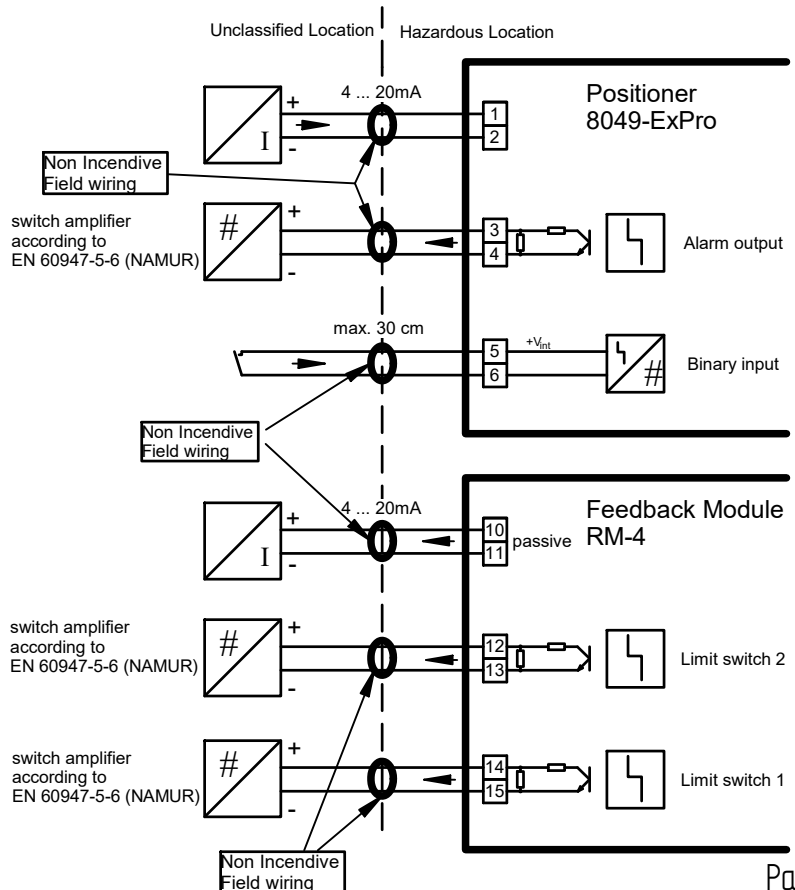 Unclassified Location
Hazardous Location
4 ... 20mA
+
I
-
1
2
Positioner
8049-ExPro
Non Incendive
Field wiring
switch amplifier
according to
EN 60947-5-6 (NAMUR)
#
+
-
3
4
Alarm output
max. 30 cm
5
6
+Vint
#
Binary input
Non Incendive
Field wiring
4 ... 20mA
+
I
-
10
11
passive
Feedback Module
RM-4
switch amplifier
according to
EN 60947-5-6 (NAMUR)
#
+
-
12
13
Limit switch 2
switch amplifier
according to
EN 60947-5-6 (NAMUR)
#
+
-
14
15
Limit switch 1
Non Incendive
Field wiring
Pa